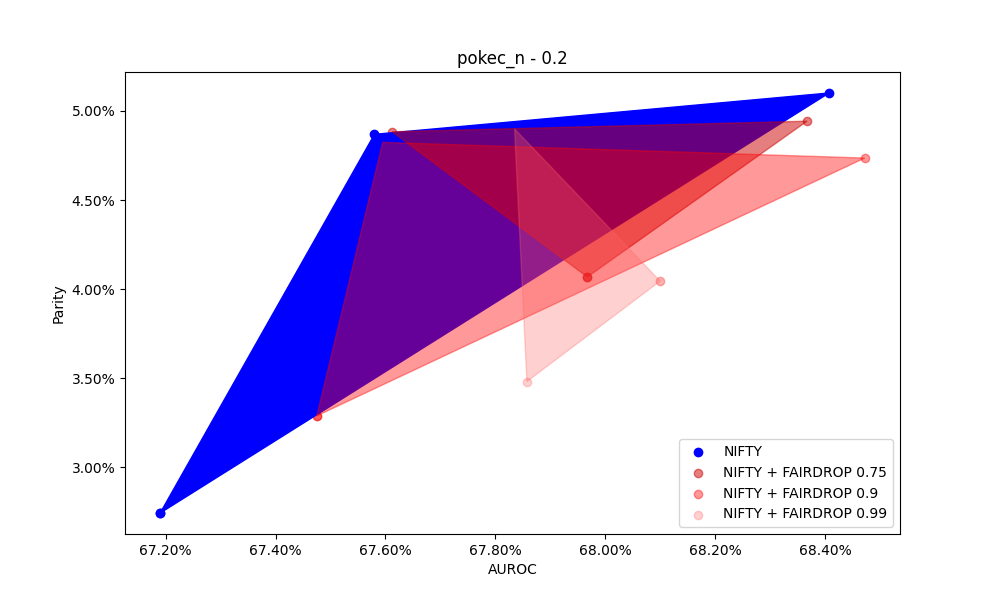 pokec_n - 0.2
5.00%
4.50%
4.00%
3.50%
3.00%
Parity
67.20%
67.40%
67.60%
67.80%
68.00%
68.20%
68.40%
AUROC
NIFTY
NIFTY + FAIRDROP 0.75
NIFTY + FAIRDROP 0.9
NIFTY + FAIRDROP 0.99